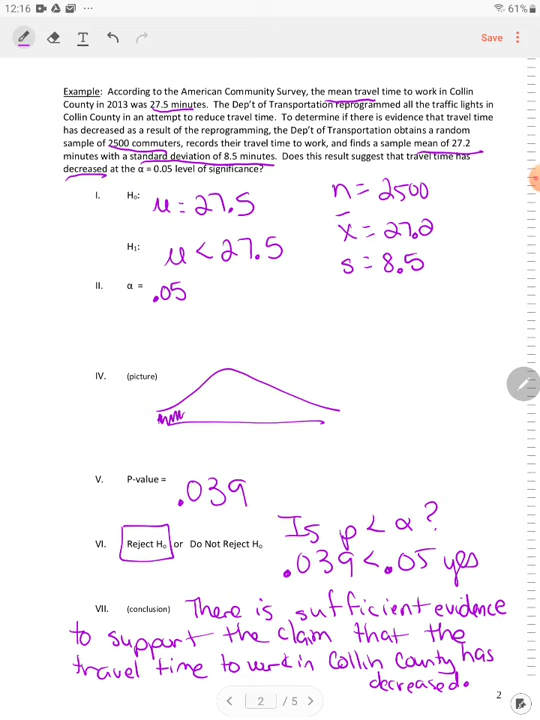 12:16 61%
T Save
Example: According to the American Community Survey, the mean travel time to work in Collin
County in 2013 was 27.5 minutes. The Dep't of Transportation reprogrammed all the traffic lights in
Collin County in an attempt to reduce travel time. To determine if there is evidence that travel time
has decreased as a result of the reprogramming, the Dep't of Transportation obtains a random
sample of 2500 commuters, records their travel time to work, and finds a sample mean of 27.2
minutes with a standard deviation of 8.5 minutes. Does this result suggest that travel time has
decreased at the α = 0.05 level of significance?
I. H₀: μ = 27.5
n = 2500
x̄ = 27.2
s = 8.5
H₁: μ < 27.5
II. α = .05
IV. (picture)
V. P-value = .039
Is p < α?
VI. Reject H₀ or Do Not Reject H₀
.039 < .05 yes
VII. (conclusion) There is sufficient evidence
to support the claim that the
travel time to work in Collin County has
decreased.
2
2 / 5